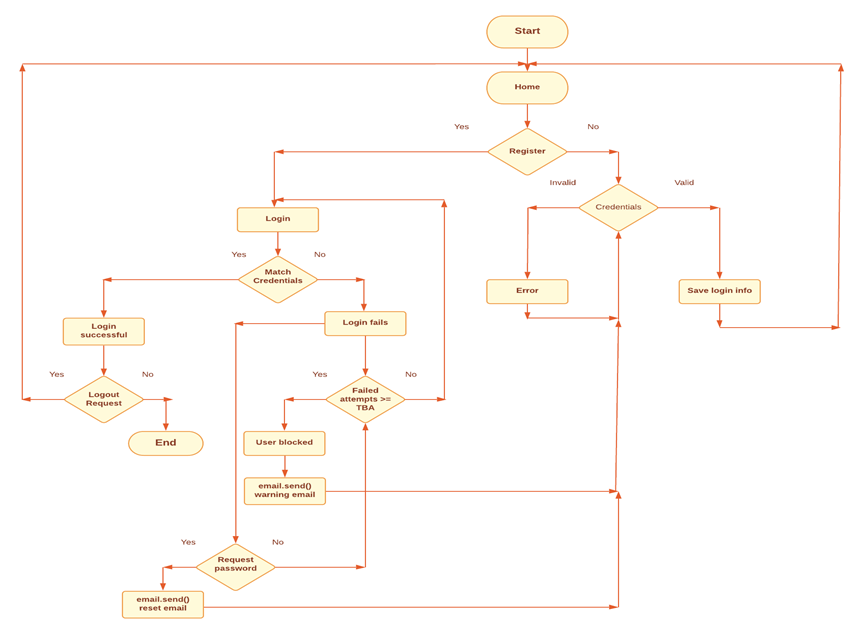 Start
Home
Yes
No
Register
Invalid
Valid
Credentials
Login
Yes
No
Match
Credentials
Error
Save login info
Login
successful
Login fails
Yes
No
Yes
No
Logout
Request
Failed
attempts >=
TBA
End
User blocked
email.send()
warning email
Yes
No
Request
password
email.send()
reset email